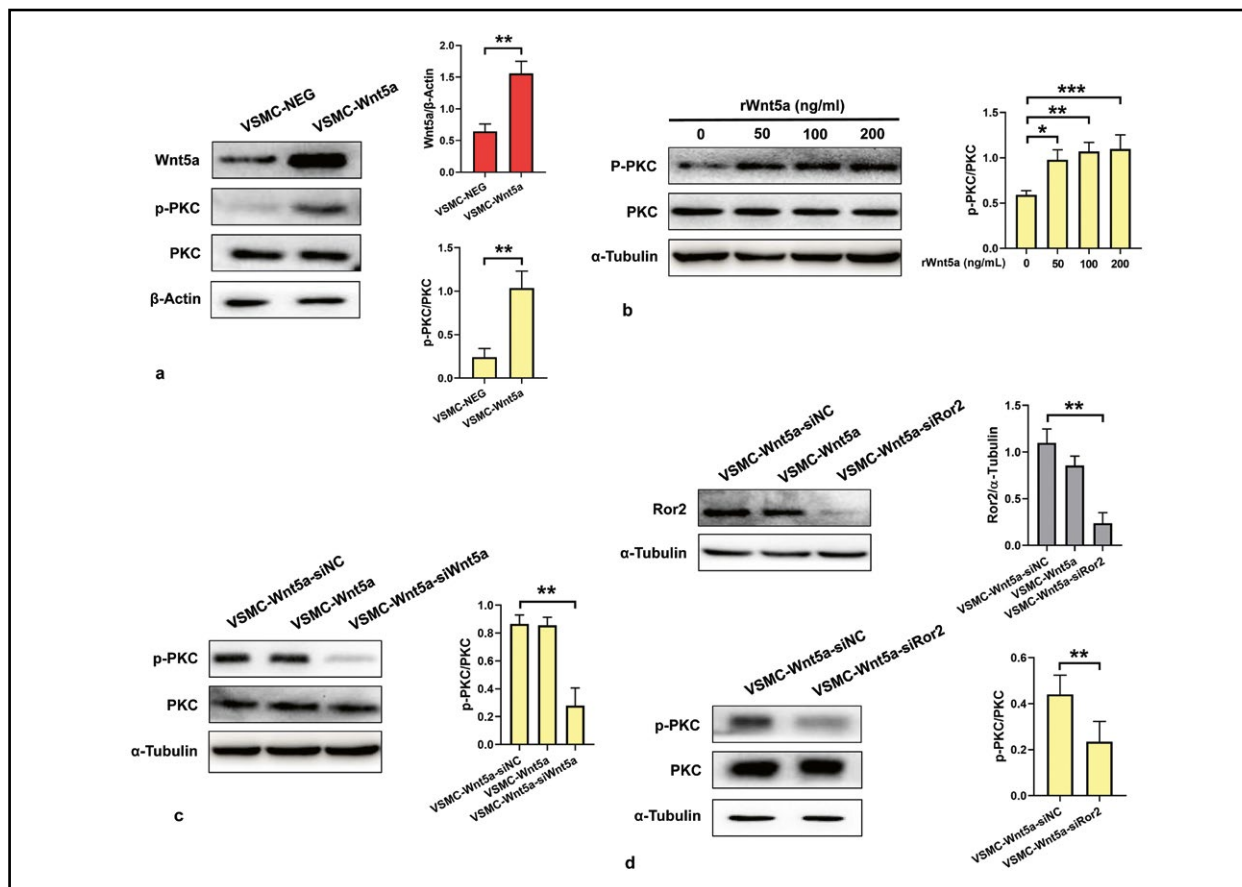 VSMC-NEG
VSMC-Wnt5a
Wnt5a
p-PKC
PKC
β-Actin
**
Wnt5a/β-Actin
2.0
1.5
1.0
0.5
0.0
VSMC-NEG
VSMC-Wnt5a
**
p-PKC/PKC
1.5
1.0
0.5
0.0
VSMC-NEG
VSMC-Wnt5a
a
rWnt5a (ng/ml)
0 50 100 200
P-PKC
PKC
α-Tubulin
***
**
*
p-PKC/PKC
1.5
1.0
0.5
0.0
0 50 100 200
rWnt5a (ng/mL)
b
VSMC-Wnt5a-siNC
VSMC-Wnt5a
VSMC-Wnt5a-siWnt5a
p-PKC
PKC
α-Tubulin
**
p-PKC/PKC
1.0
0.8
0.6
0.4
0.2
0.0
VSMC-Wnt5a-siNC
VSMC-Wnt5a
VSMC-Wnt5a-siWnt5a
c
VSMC-Wnt5a-siNC
VSMC-Wnt5a
VSMC-Wnt5a-siRor2
Ror2
α-Tubulin
**
Ror2/α-Tubulin
1.5
1.0
0.5
0.0
VSMC-Wnt5a-siNC
VSMC-Wnt5a
VSMC-Wnt5a-siRor2
VSMC-Wnt5a-siNC
VSMC-Wnt5a-siRor2
p-PKC
PKC
α-Tubulin
**
p-PKC/PKC
0.6
0.4
0.2
0.0
VSMC-Wnt5a-siNC
VSMC-Wnt5a-siRor2
d